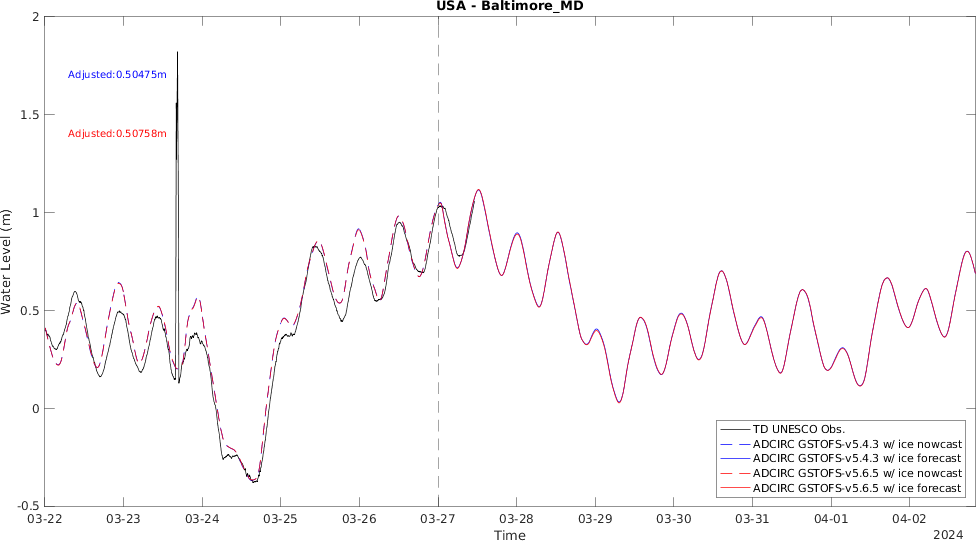 USA - Baltimore_MD
2
Adjusted:0.50475m
1.5
Adjusted:0.50758m
1
Water Level (m)
0.5
0
-0.5
TD UNESCO Obs.
ADCIRC GSTOFS-v5.4.3 w/ ice nowcast
ADCIRC GSTOFS-v5.4.3 w/ ice forecast
ADCIRC GSTOFS-v5.6.5 w/ ice nowcast
ADCIRC GSTOFS-v5.6.5 w/ ice forecast
03-22 03-23 03-24 03-25 03-26 03-27 03-28 03-29 03-30 03-31 04-01 04-02
Time
2024